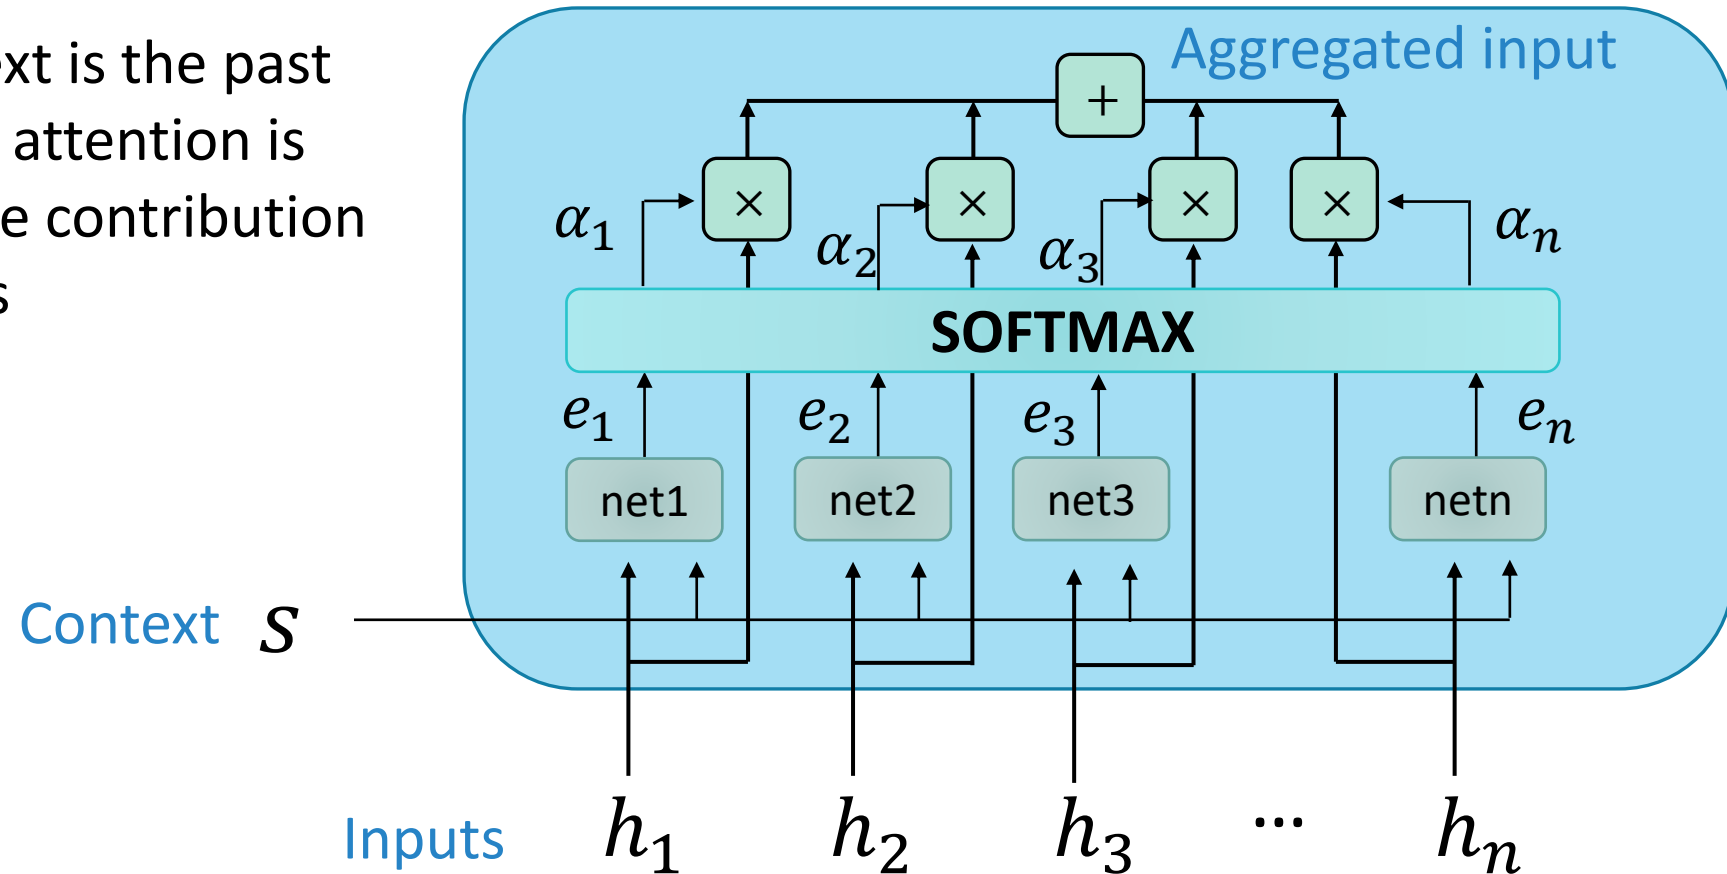 is the past
attention is
contribution
Aggregated input
+
× × × ×
α₁ α₂ α₃ αₙ
SOFTMAX
e₁ e₂ e₃ eₙ
net1 net2 net3 netn
Context s
Inputs h₁ h₂ h₃ ... hₙ